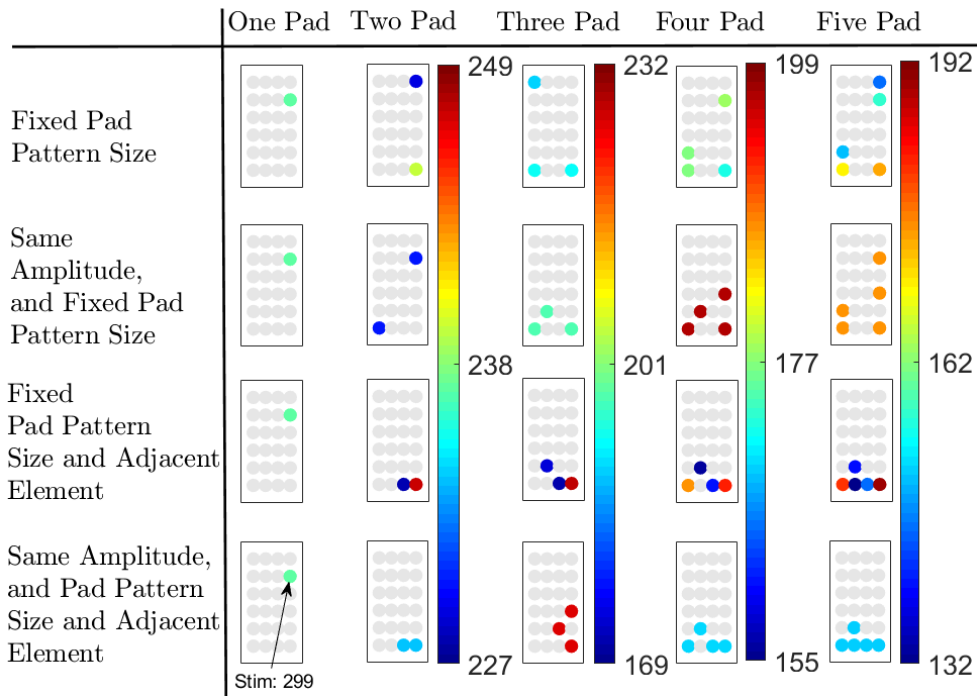 One Pad Two Pad Three Pad Four Pad Five Pad
249 232 199 192
Fixed Pad
Pattern Size
Same
Amplitude,
and Fixed Pad
Pattern Size
238 201 177 162
Fixed
Pad Pattern
Size and Adjacent
Element
Same Amplitude,
and Pad Pattern
Size and Adjacent
Element
227 169 155 132
Stim: 299